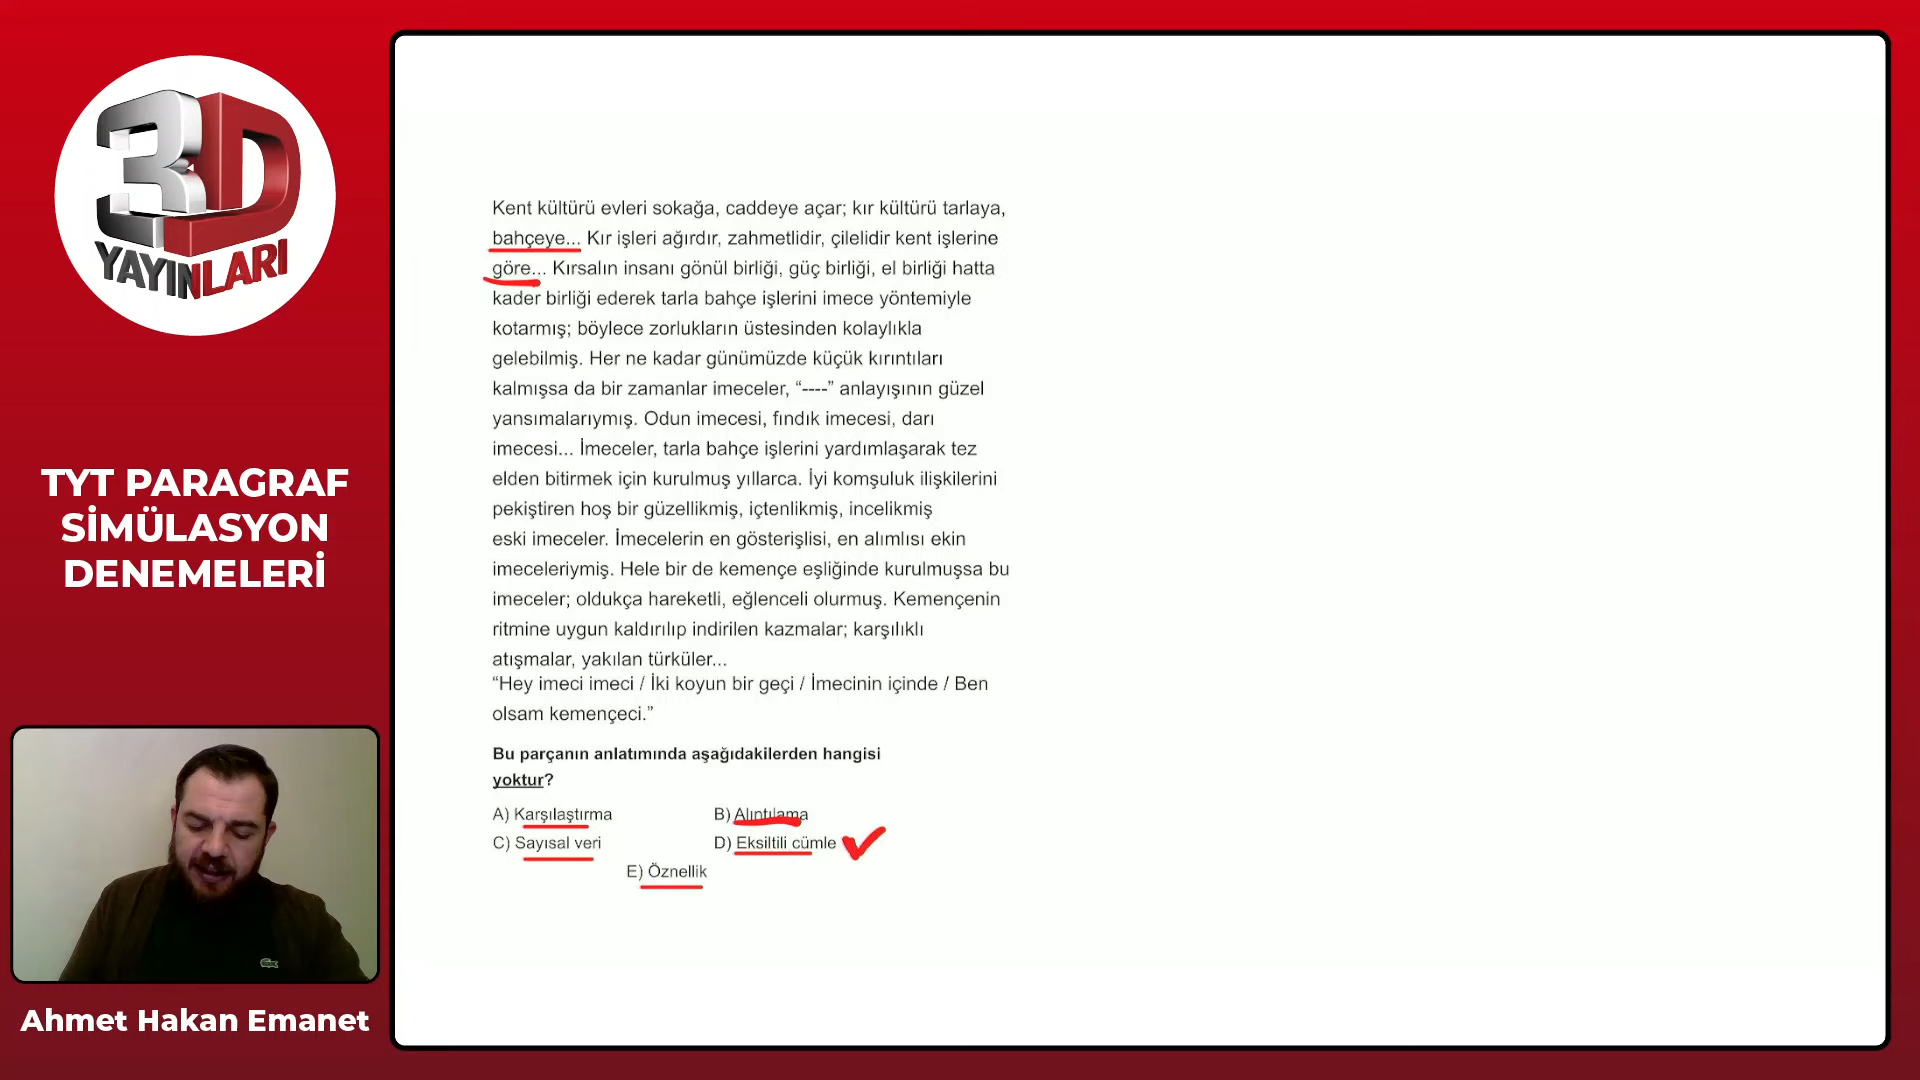 3D
YAYINLARI
TYT PARAGRAF
SİMÜLASYON
DENEMELERİ
Ahmet Hakan Emanet
Kent kültürü evleri sokağa, caddeye açar; kır kültürü tarlaya,
bahçeye... Kır işleri ağırdır, zahmetlidir, çilelidir kent işlerine
göre... Kırsalın insanı gönül birliği, güç birliği, el birliği hatta
kader birliği ederek tarla bahçe işlerini imece yöntemiyle
kotarmış; böylece zorlukların üstesinden kolaylıkla
gelebilmiş. Her ne kadar günümüzde küçük kırıntıları
kalmışsa da bir zamanlar imeceler, “----” anlayışının güzel
yansımalarıymış. Odun imecesi, fındık imecesi, darı
imecesi... İmeceler, tarla bahçe işlerini yardımlaşarak tez
elden bitirmek için kurulmuş yıllarca. İyi komşuluk ilişkilerini
pekiştiren hoş bir güzellikmiş, içtenlikmiş, incelikmiş
eski imeceler. İmecelerin en gösterişlisi, en alımlısı ekin
imeceleriymiş. Hele bir de kemençe eşliğinde kurulmuşsa bu
imeceler; oldukça hareketli, eğlenceli olurmuş. Kemençenin
ritmine uygun kaldırılıp indirilen kazmalar; karşılıklı
atışmalar, yakılan türküler...
“Hey imeci imeci / İki koyun bir geçi / İmecinin içinde / Ben
olsam kemençeci.”
Bu parçanın anlatımında aşağıdakilerden hangisi
yoktur?
A) Karşılaştırma B) Alıntılama
C) Sayısal veri D) Eksiltili cümle
E) Öznellik